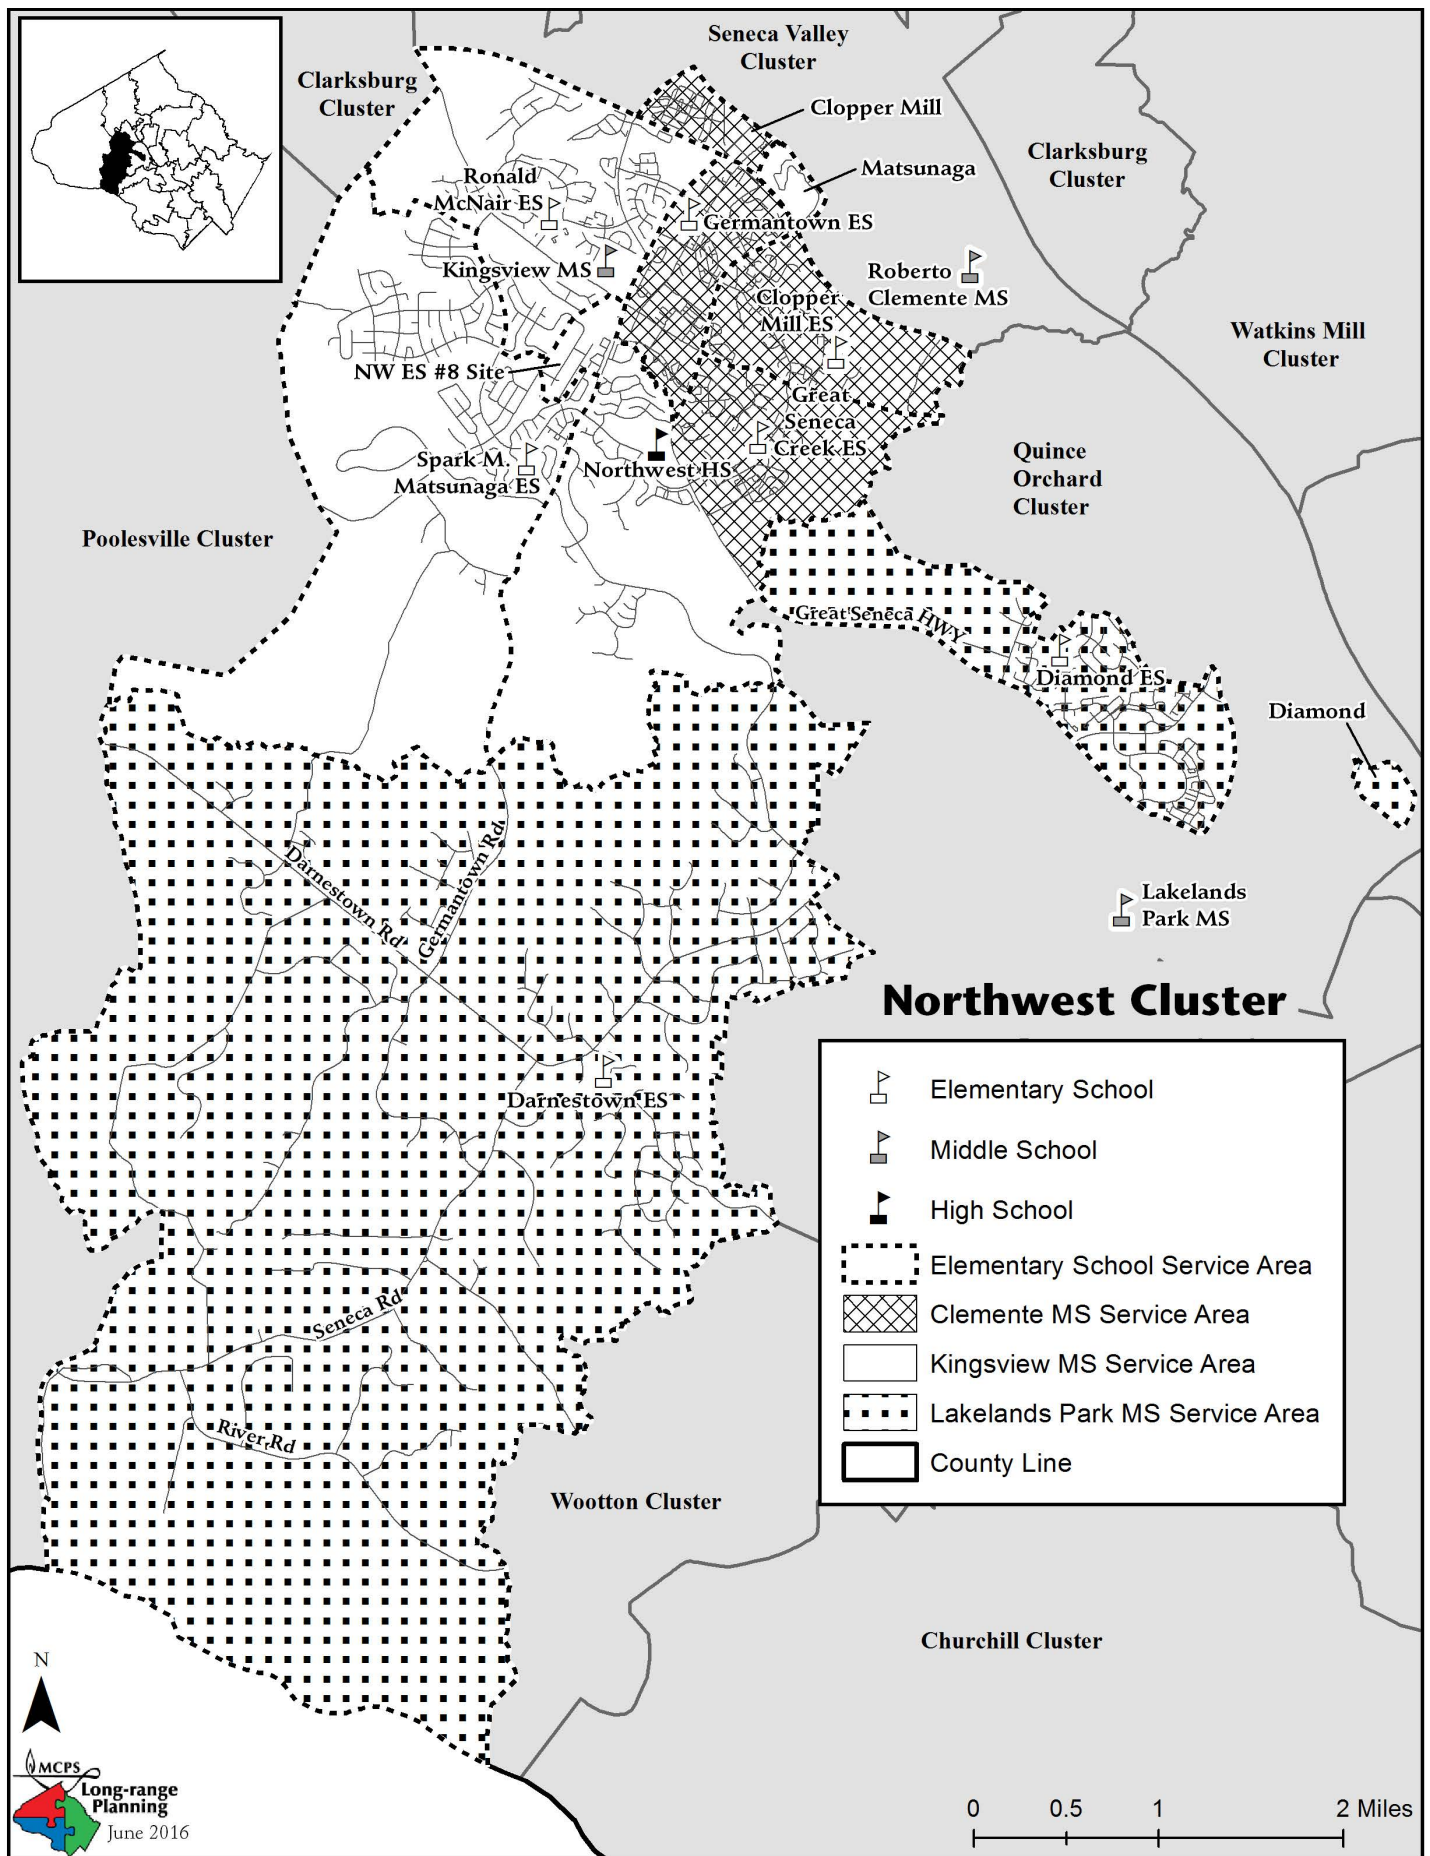 Seneca Valley
Cluster
Clarksburg
Cluster
Clopper Mill
Clarksburg
Cluster
Matsunaga
Ronald
McNair ES
Germantown ES
Kingsview MS
Roberto
Clemente MS
Clopper
Mill ES
Watkins Mill
Cluster
NW ES #8 Site
Great
Seneca
Creek ES
Spark M.
Matsunaga ES
Northwest HS
Quince
Orchard
Cluster
Poolesville Cluster
Great Seneca HWY
Diamond ES
Diamond
Darnestown Rd
Germantown Rd
Lakelands
Park MS
Northwest Cluster
Darnestown ES
Elementary School
Middle School
High School
Elementary School Service Area
Clemente MS Service Area
Kingsview MS Service Area
Lakelands Park MS Service Area
County Line
Seneca Rd
River Rd
Wootton Cluster
Churchill Cluster
N
MCPS
Long-range
Planning
June 2016
0 0.5 1 2 Miles